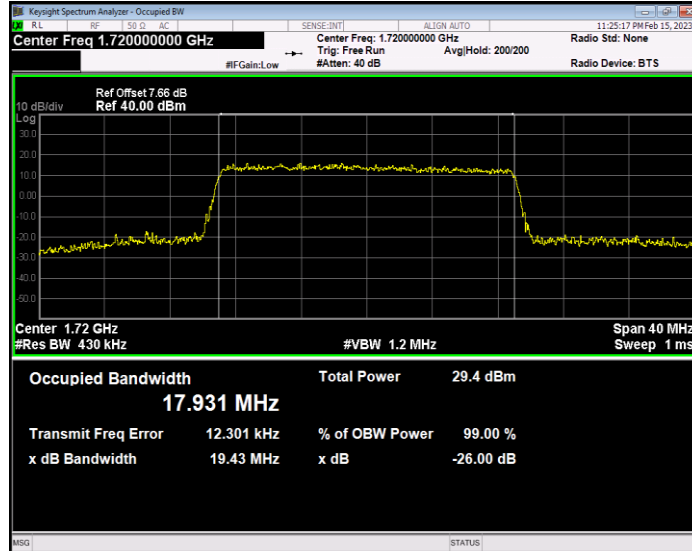 Keysight Spectrum Analyzer - Occupied BW
RL RF 50 Ω AC SENSE:INT ALIGN AUTO 11:25:17 PM Feb 15, 2023
Center Freq 1.720000000 GHz Center Freq: 1.720000000 GHz Radio Std: None
Trig: Free Run Avg|Hold: 200/200
#IFGain:Low #Atten: 40 dB Radio Device: BTS
Ref Offset 7.66 dB
10 dB/div Ref 40.00 dBm
Log
30.0
20.0
10.0
0.00
-10.0
-20.0
-30.0
-40.0
-50.0
Center 1.72 GHz Span 40 MHz
#Res BW 430 kHz #VBW 1.2 MHz Sweep 1 ms
Occupied Bandwidth Total Power 29.4 dBm
17.931 MHz
Transmit Freq Error 12.301 kHz % of OBW Power 99.00 %
x dB Bandwidth 19.43 MHz x dB -26.00 dB
MSG STATUS